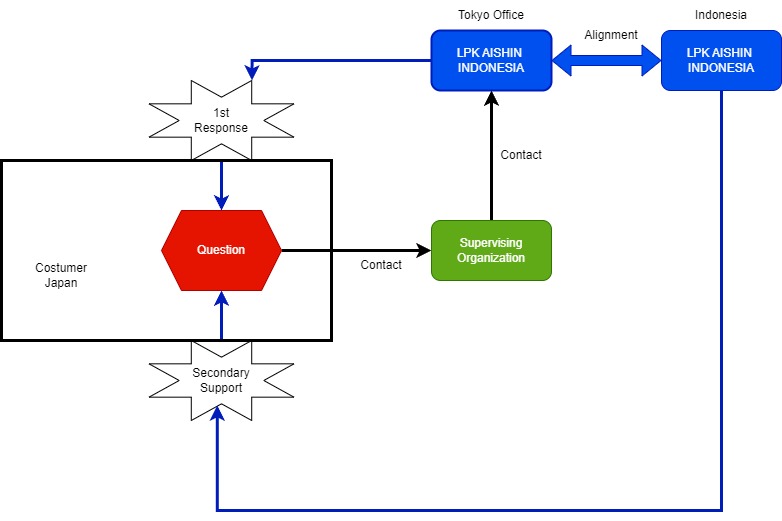 Tokyo Office
Indonesia
LPK AISHIN
INDONESIA
Alignment
LPK AISHIN
INDONESIA
1st
Response
Contact
Question
Supervising
Organization
Contact
Costumer
Japan
Secondary
Support